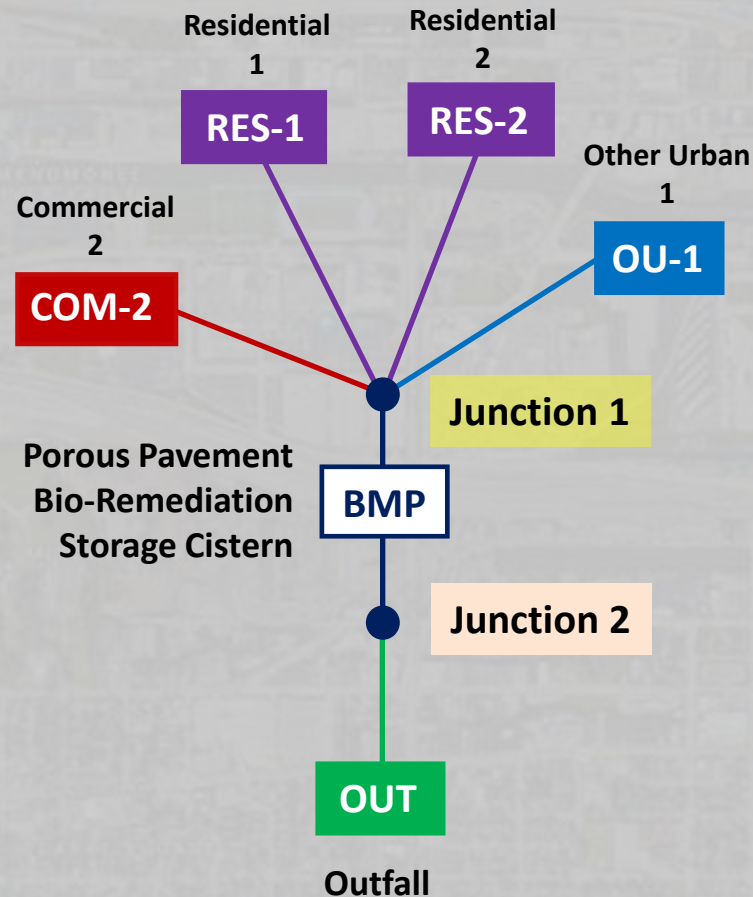 Residential
1
RES-1
Residential
2
RES-2
Other Urban
1
OU-1
Commercial
2
COM-2
Junction 1
Porous Pavement
Bio-Remediation
Storage Cistern
BMP
Junction 2
OUT
Outfall